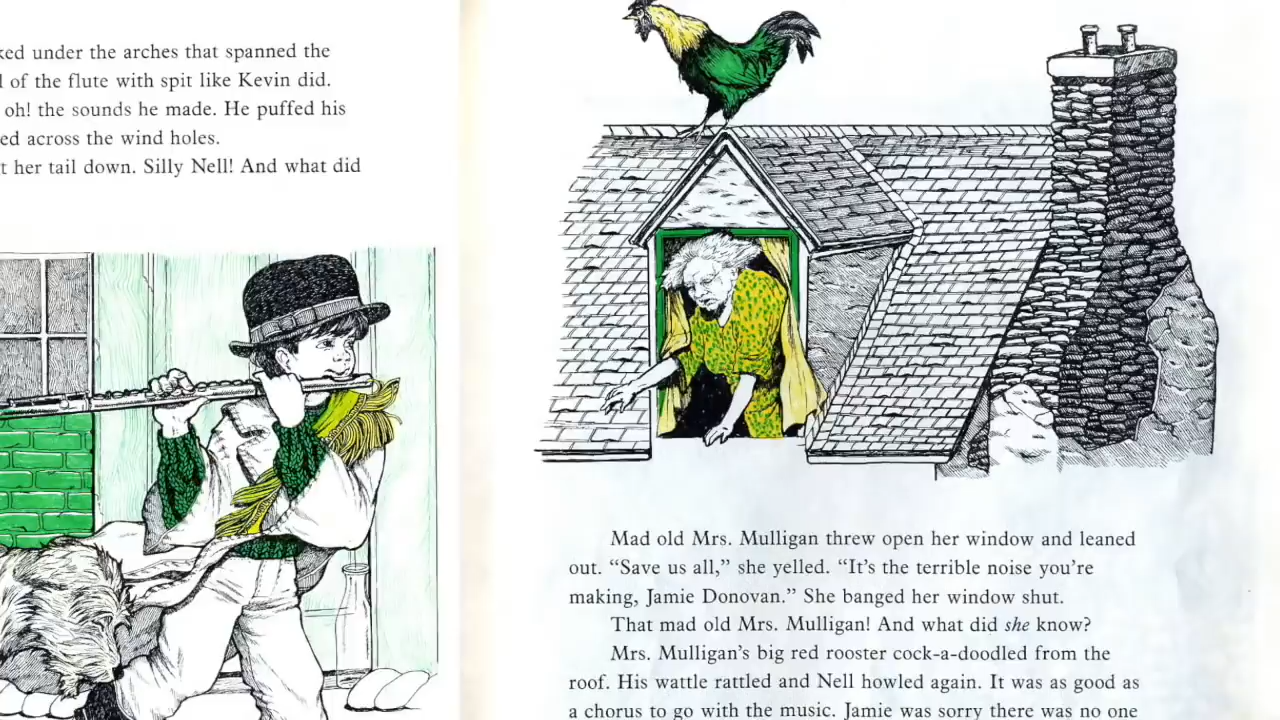 ked under the arches that spanned the
l of the flute with spit like Kevin did.
oh! the sounds he made. He puffed his
ed across the wind holes.
t her tail down. Silly Nell! And what did
Mad old Mrs. Mulligan threw open her window and leaned
out. “Save us all,” she yelled. “It’s the terrible noise you’re
making, Jamie Donovan.” She banged her window shut.
That mad old Mrs. Mulligan! And what did she know?
Mrs. Mulligan’s big red rooster cock-a-doodled from the
roof. His wattle rattled and Nell howled again. It was as good as
a chorus to go with the music. Jamie was sorry there was no one